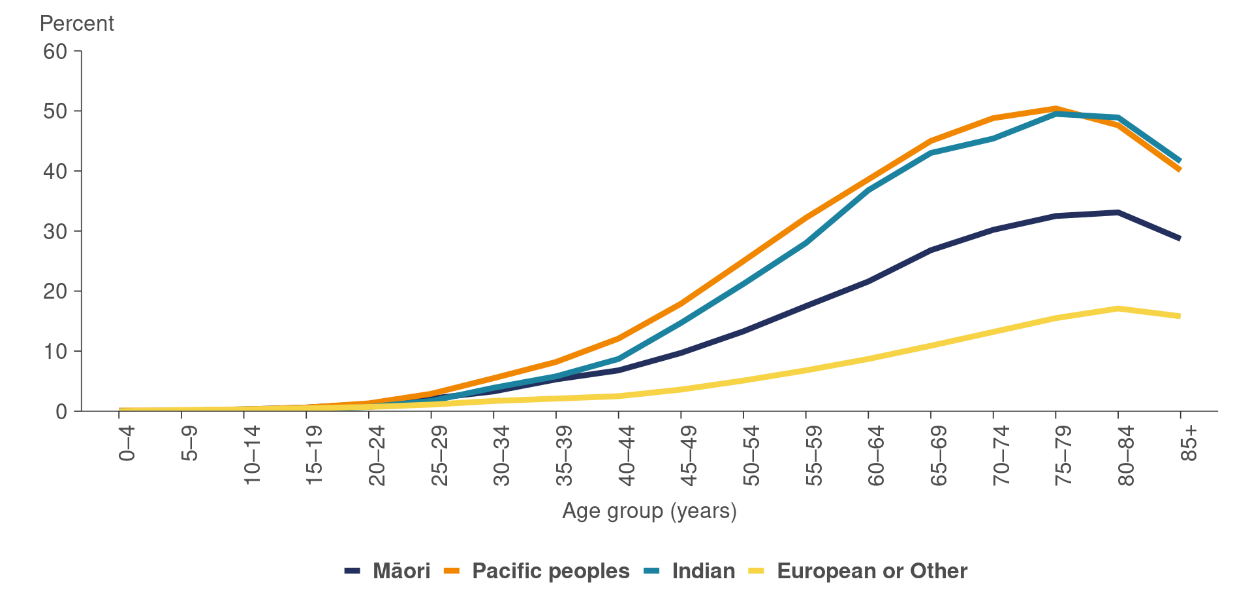 Percent
60
50
40
30
20
10
0
0–4 5–9 10–14 15–19 20–24 25–29 30–34 35–39 40–44 45–49 50–54 55–59 60–64 65–69 70–74 75–79 80–84 85+
Age group (years)
Māori Pacific peoples Indian European or Other